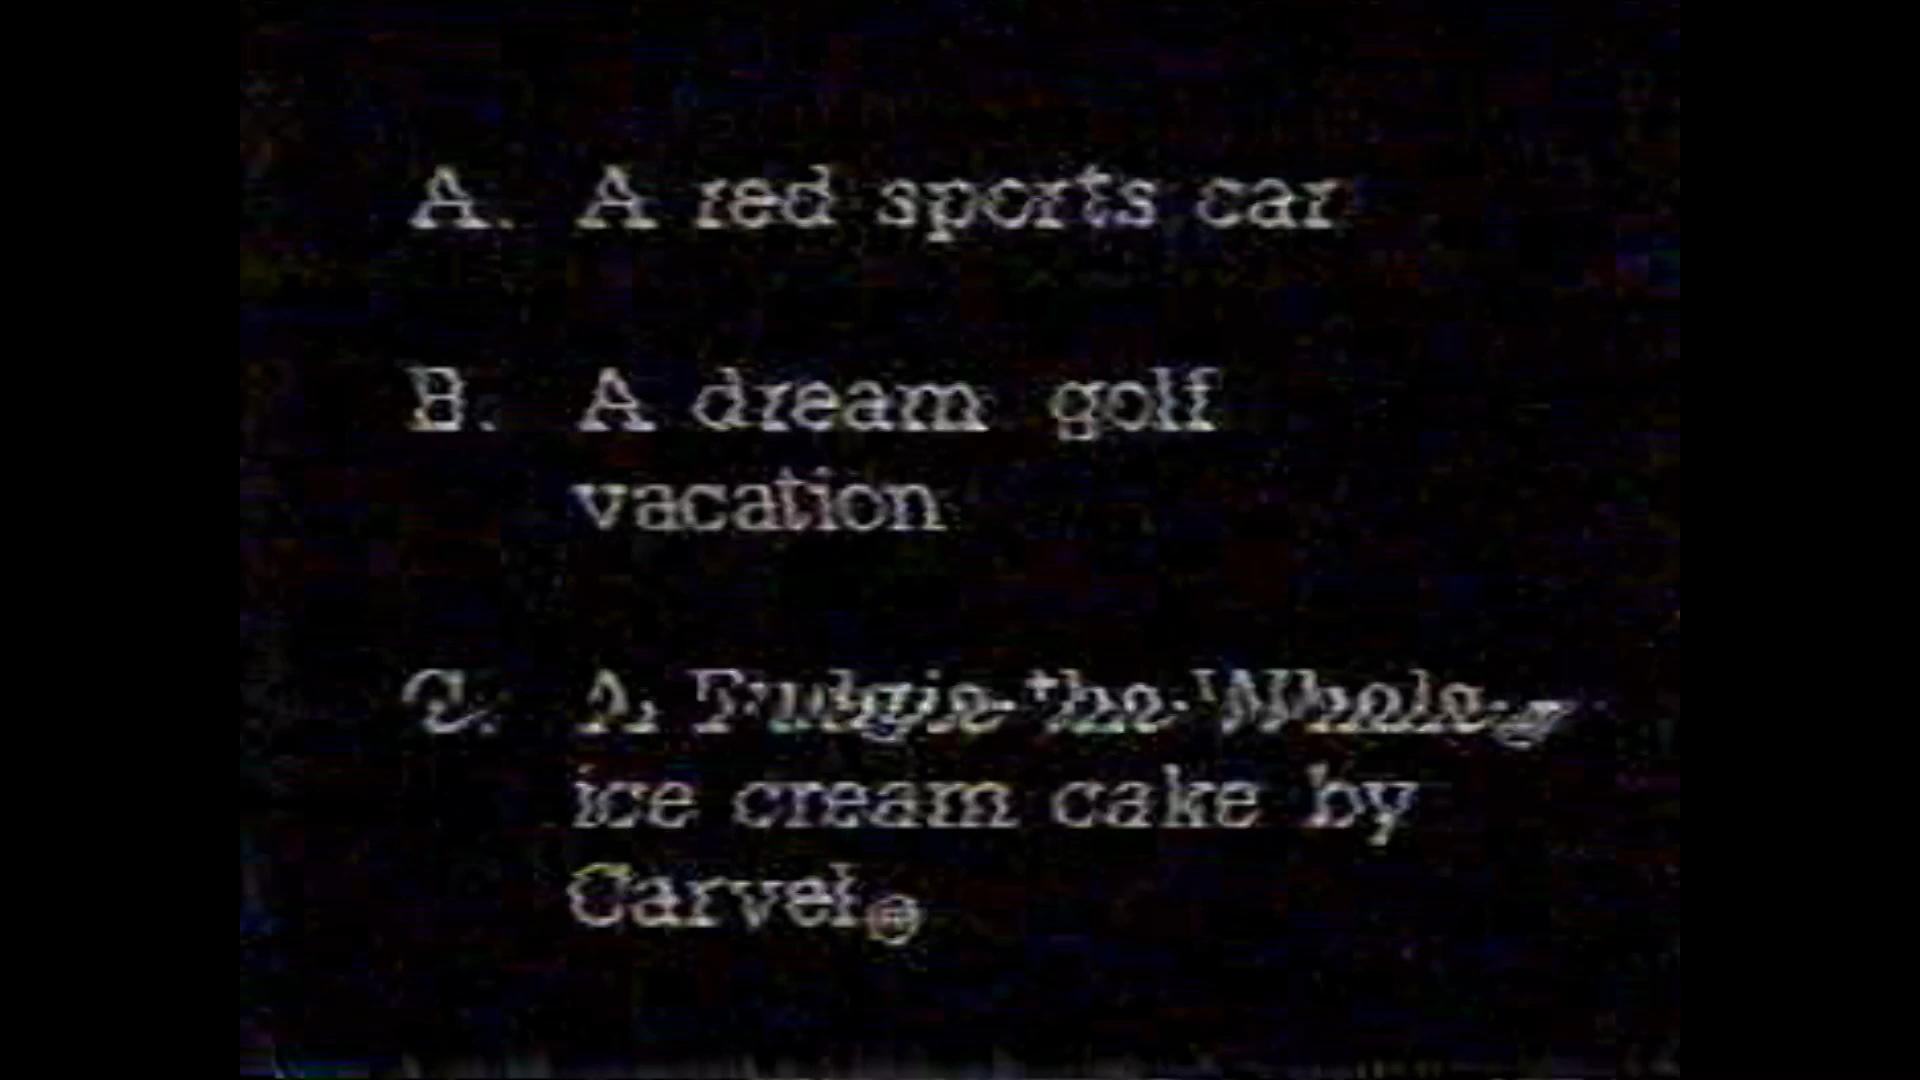 A. A red sports car
B. A dream golf
vacation
C. A Fudgie the Whale®
ice cream cake by
Carvel®